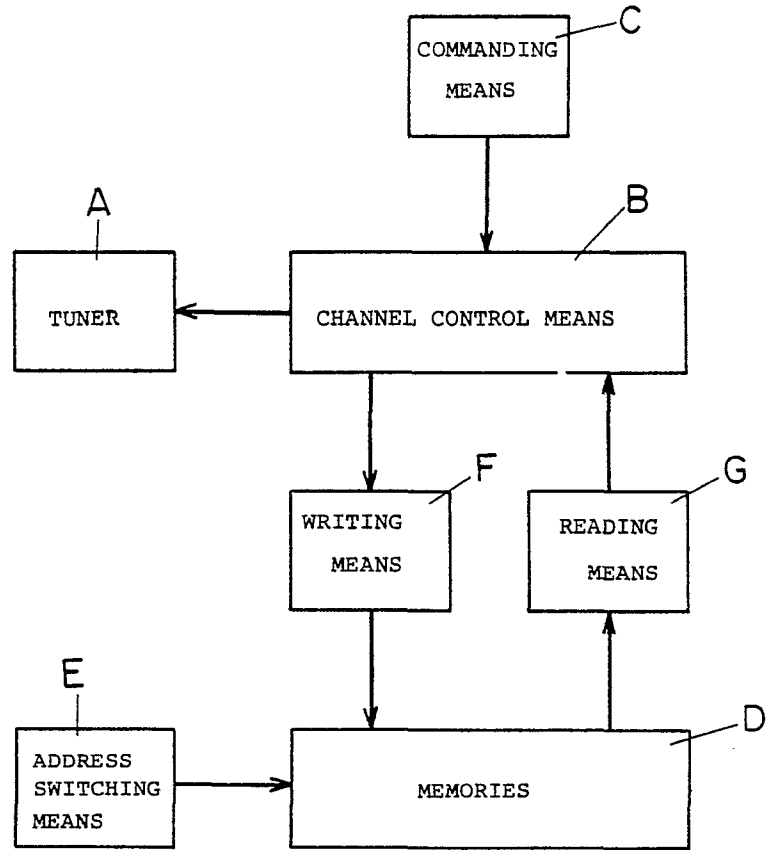 C
COMMANDING
MEANS
A
B
TUNER
CHANNEL CONTROL MEANS
F
G
WRITING
MEANS
READING
MEANS
E
D
ADDRESS
SWITCHING
MEANS
MEMORIES